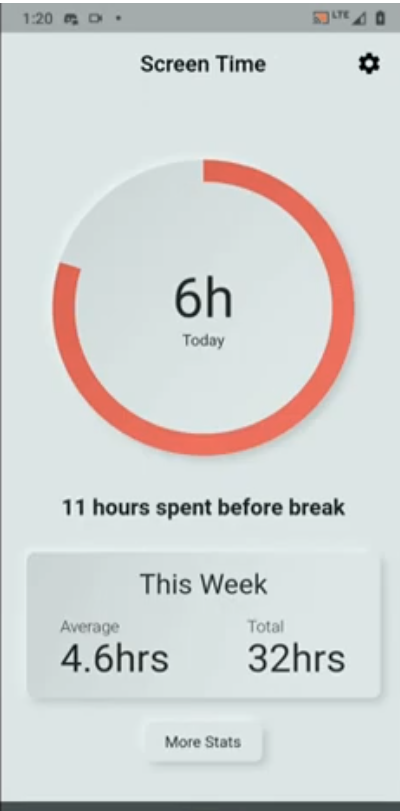 1:20 LTE
Screen Time
6h
Today
11 hours spent before break
This Week
Average Total
4.6hrs 32hrs
More Stats